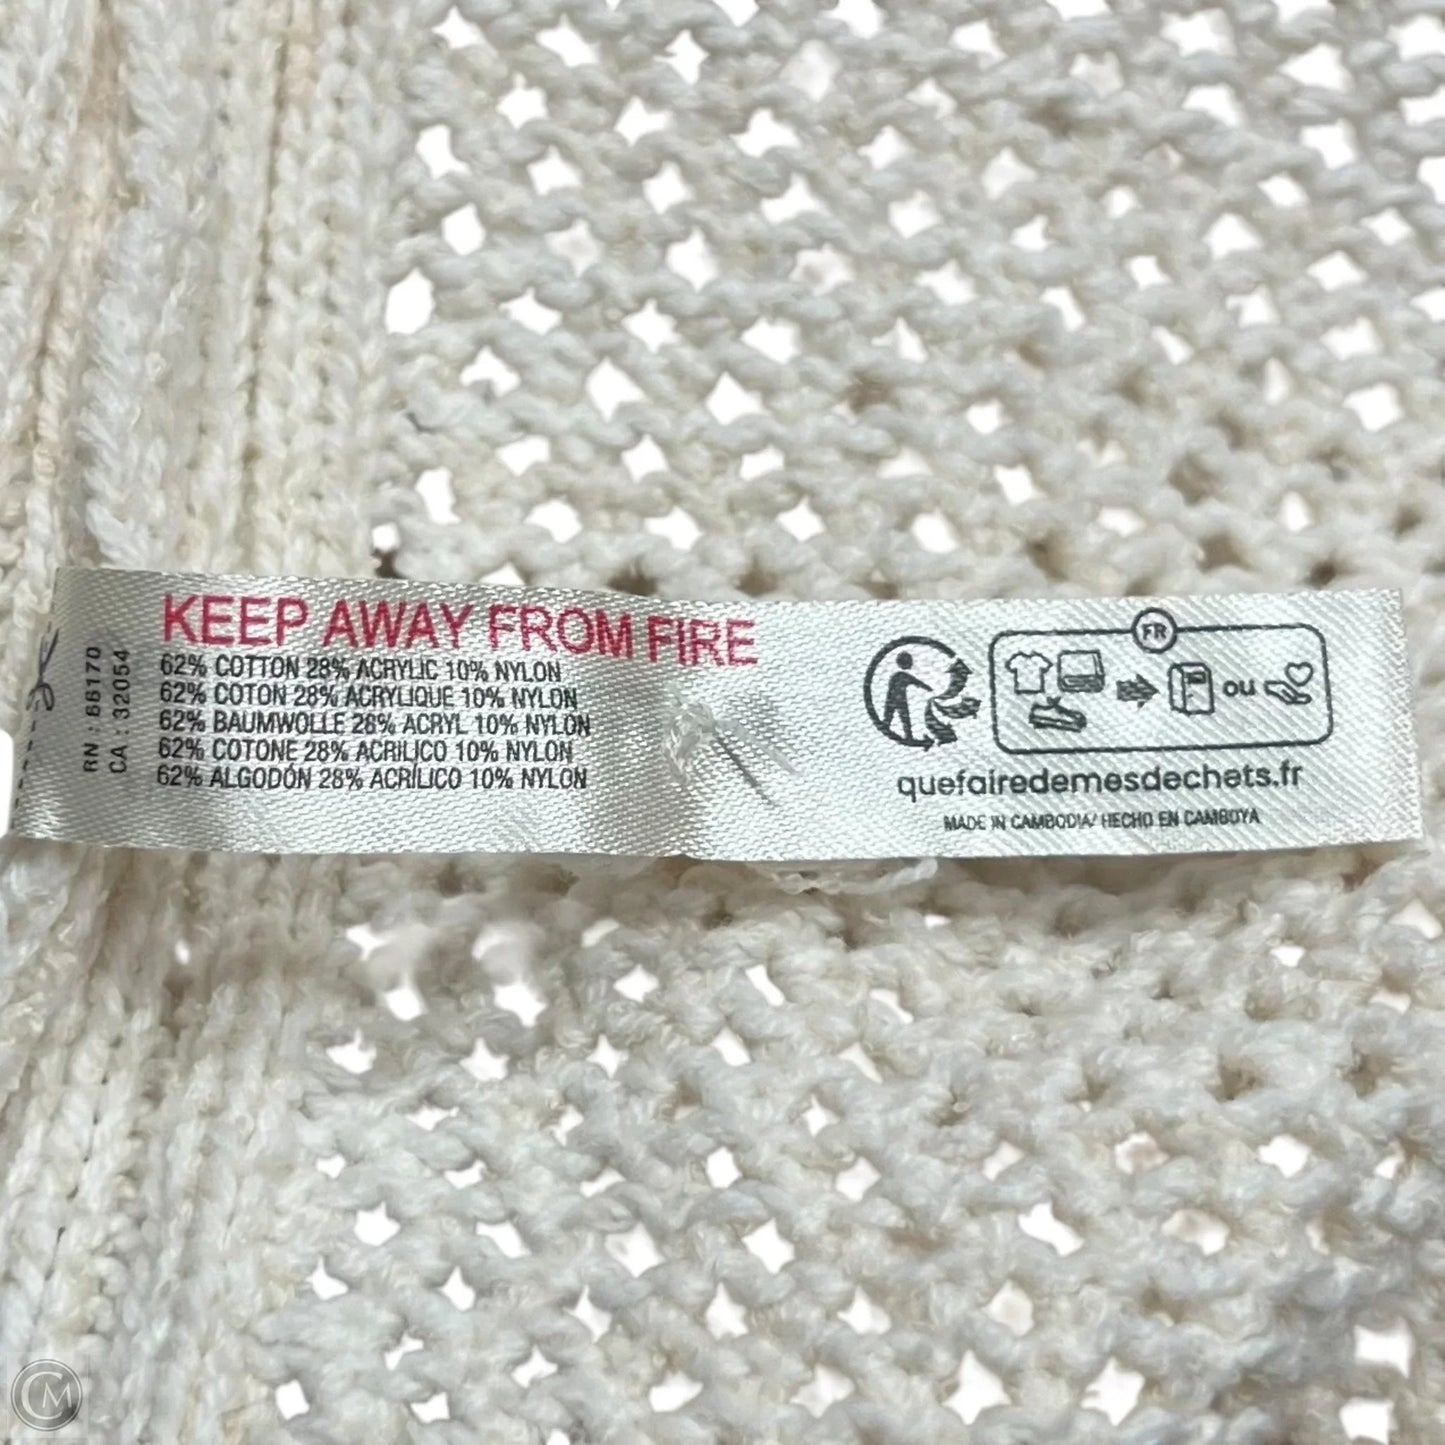 RN : 66170
CA : 32054
KEEP AWAY FROM FIRE
62% COTTON 28% ACRYLIC 10% NYLON
62% COTON 28% ACRYLIQUE 10% NYLON
62% BAUMWOLLE 28% ACRYL 10% NYLON
62% COTONE 28% ACRILICO 10% NYLON
62% ALGODÓN 28% ACRÍLICO 10% NYLON
FR
ou
quefairedemesdechets.fr
MADE IN CAMBODIA/ HECHO EN CAMBOYA
CM